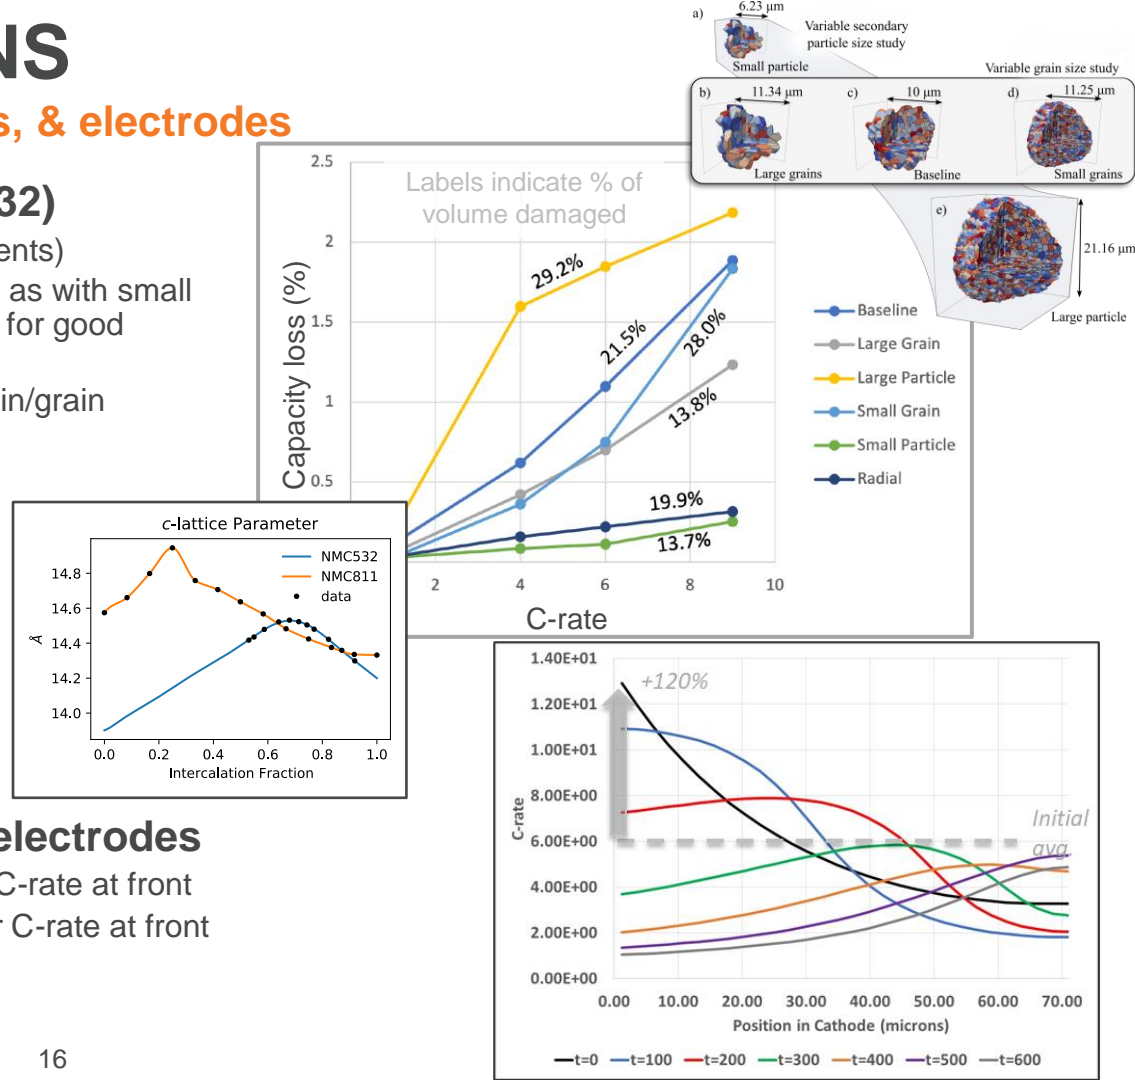 NS
s, & electrodes
32)
ents)
as with small
for good
in/grain
a)
6.23 μm
Variable secondary
particle size study
Small particle
Variable grain size study
b)
11.34 μm
c)
10 μm
d)
11.25 μm
Large grains
Baseline
Small grains
e)
21.16 μm
Large particle
Labels indicate % of
volume damaged
Capacity loss (%)
2.5
2
1.5
1
0.5
29.2%
21.5%
28.0%
13.8%
19.9%
13.7%
2
4
6
8
10
C-rate
Baseline
Large Grain
Large Particle
Small Grain
Small Particle
Radial
c-lattice Parameter
NMC532
NMC811
data
Å
14.8
14.6
14.4
14.2
14.0
0.0
0.2
0.4
0.6
0.8
1.0
Intercalation Fraction
electrodes
C-rate at front
r C-rate at front
C-rate
1.40E+01
1.20E+01
1.00E+01
8.00E+00
6.00E+00
4.00E+00
2.00E+00
0.00E+00
+120%
Initial
avg
0.00
10.00
20.00
30.00
40.00
50.00
60.00
70.00
Position in Cathode (microns)
t=0
t=100
t=200
t=300
t=400
t=500
t=600
16